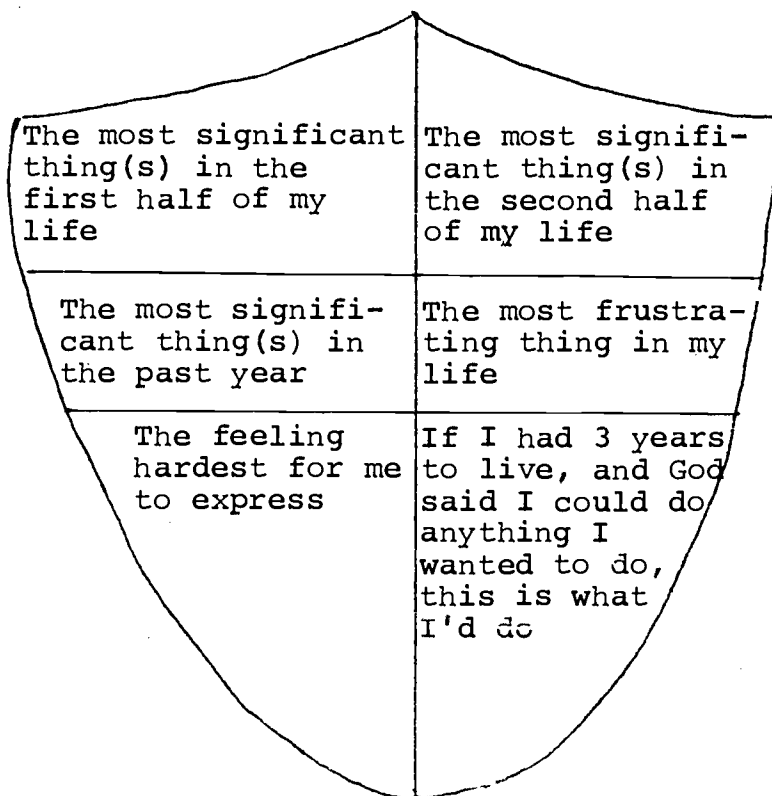 The most significant
thing(s) in the
first half of my
life
The most signifi-
cant thing(s) in
the second half
of my life
The most signifi-
cant thing(s) in
the past year
The most frustra-
ting thing in my
life
The feeling
hardest for me
to express
If I had 3 years
to live, and God
said I could do
anything I
wanted to do,
this is what
I'd do